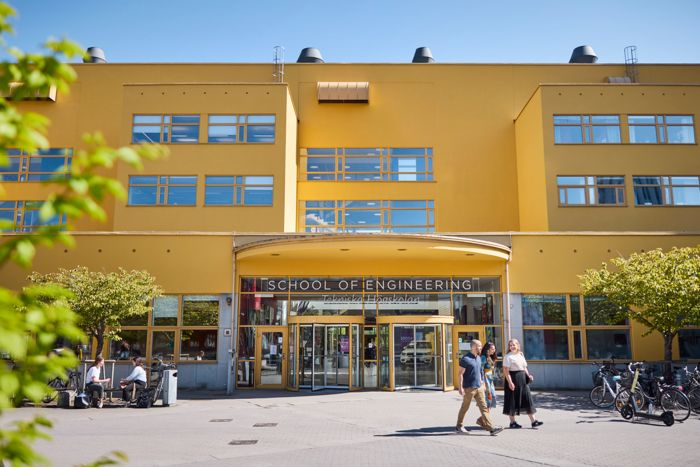 SCHOOL OF ENGINEERING
Tekniska Högskolan